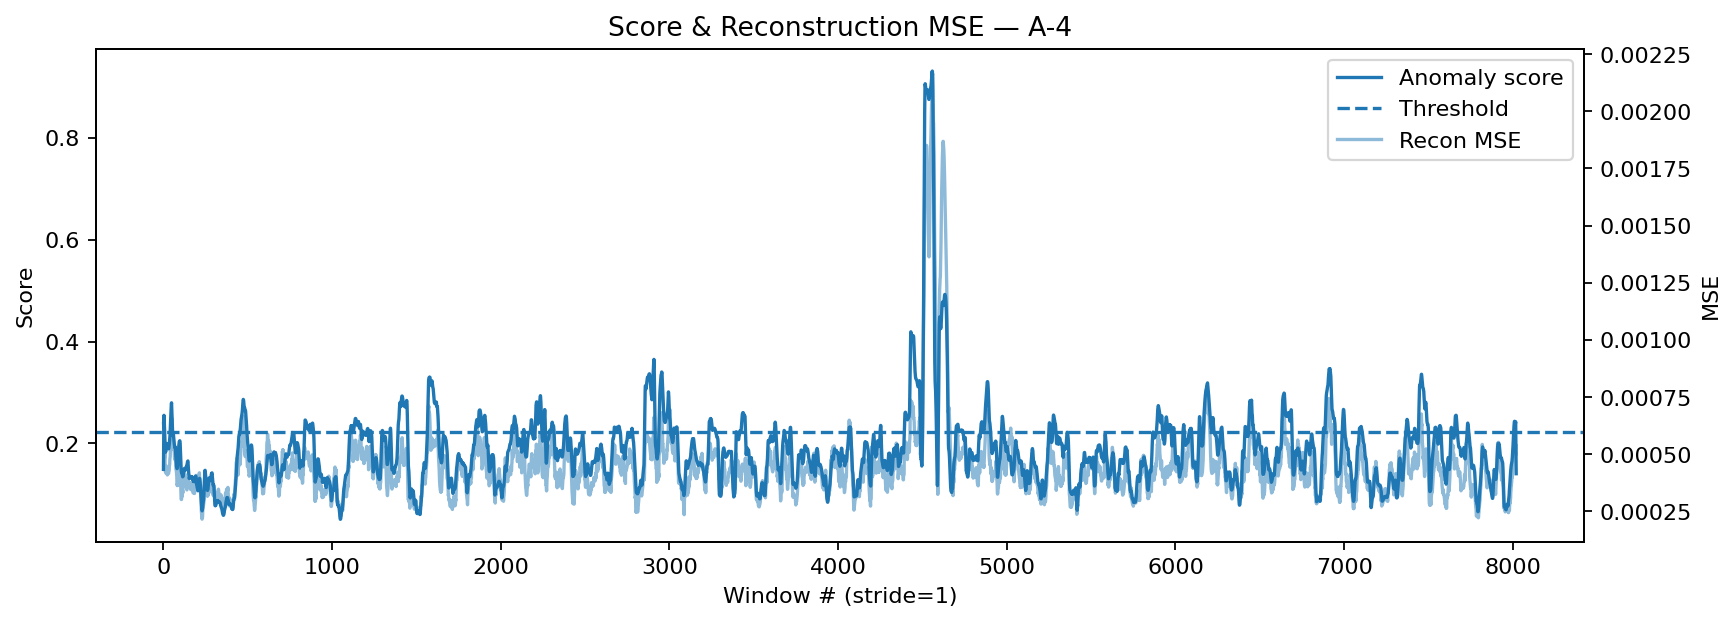 Score & Reconstruction MSE — A-4
Anomaly score
Threshold
Recon MSE
Score
0.8
0.6
0.4
0.2
0.00225
0.00200
0.00175
0.00150
0.00125
0.00100
0.00075
0.00050
0.00025
MSE
0 1000 2000 3000 4000 5000 6000 7000 8000
Window # (stride=1)